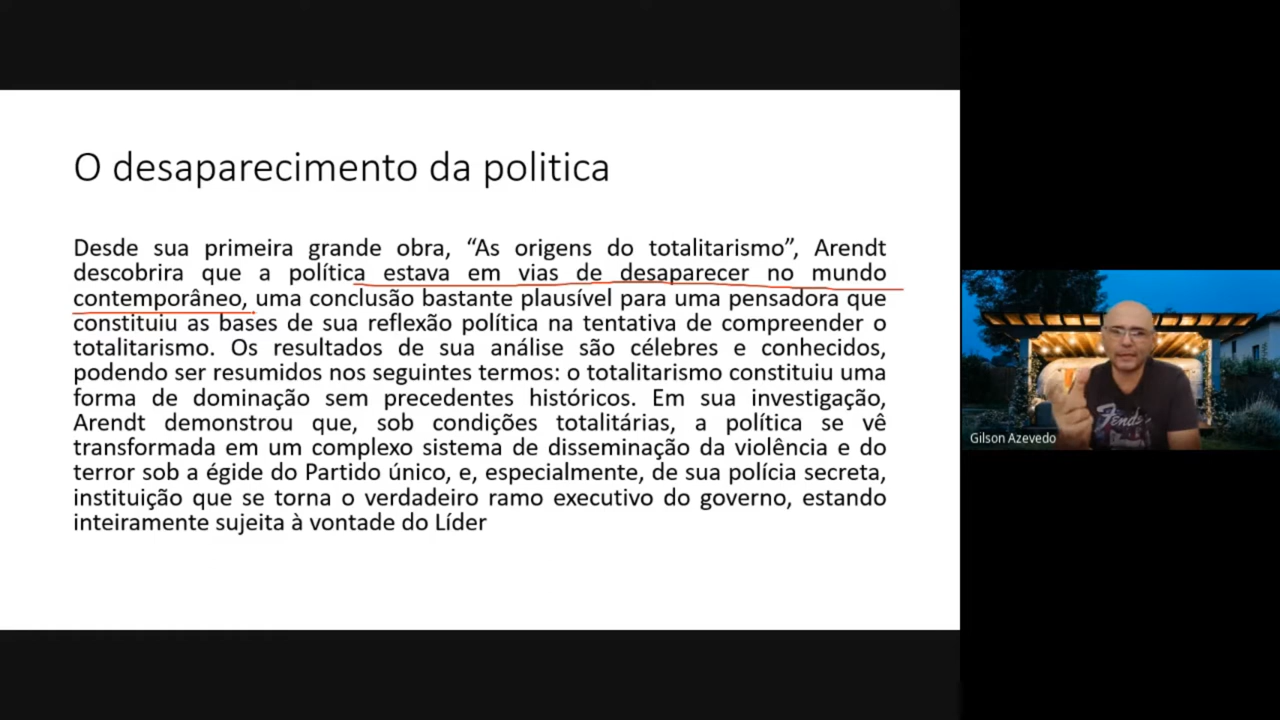 O desaparecimento da politica
Desde sua primeira grande obra, “As origens do totalitarismo”, Arendt
descobrira que a política estava em vias de desaparecer no mundo
contemporâneo, uma conclusão bastante plausível para uma pensadora que
constituiu as bases de sua reflexão política na tentativa de compreender o
totalitarismo. Os resultados de sua análise são célebres e conhecidos,
podendo ser resumidos nos seguintes termos: o totalitarismo constituiu uma
forma de dominação sem precedentes históricos. Em sua investigação,
Arendt demonstrou que, sob condições totalitárias, a política se vê
transformada em um complexo sistema de disseminação da violência e do
terror sob a égide do Partido único, e, especialmente, de sua polícia secreta,
instituição que se torna o verdadeiro ramo executivo do governo, estando
inteiramente sujeita à vontade do Líder
Gilson Azevedo